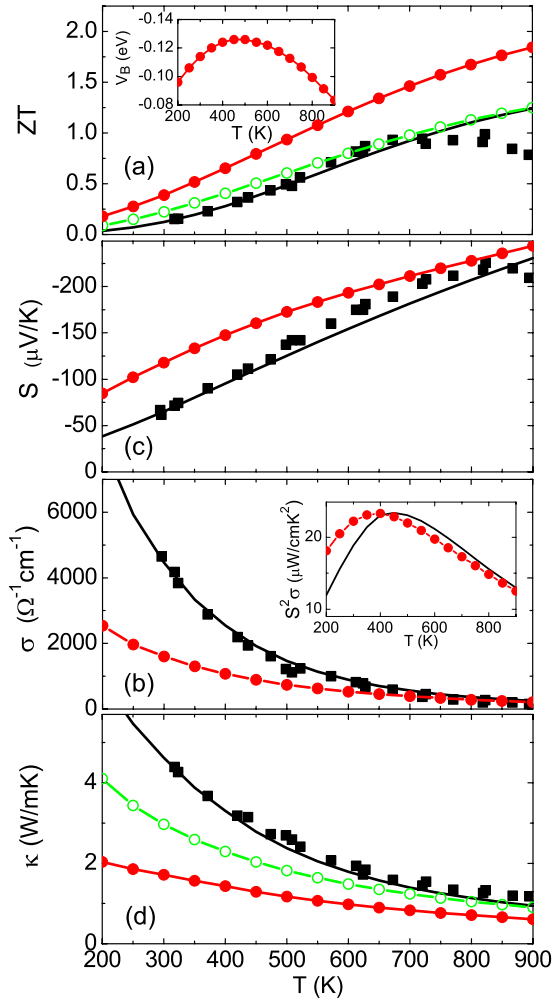 -0.14
-0.12
-0.10
-0.08
V_B (eV)
200 400 600 800
T (K)
2.0
1.5
1.0
0.5
0.0
ZT
(a)
-200
-150
-100
-50
0
S (μV/K)
(c)
6000
4000
2000
0
σ (Ω⁻¹cm⁻¹)
(b)
20
10
S²σ (μW/cmK²)
200 400 600 800
T (K)
4
2
0
κ (W/mK)
(d)
200 300 400 500 600 700 800 900
T (K)